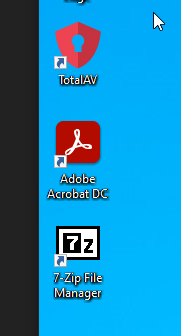 TotalAV
Adobe
Acrobat DC
7z
7-Zip File
Manager